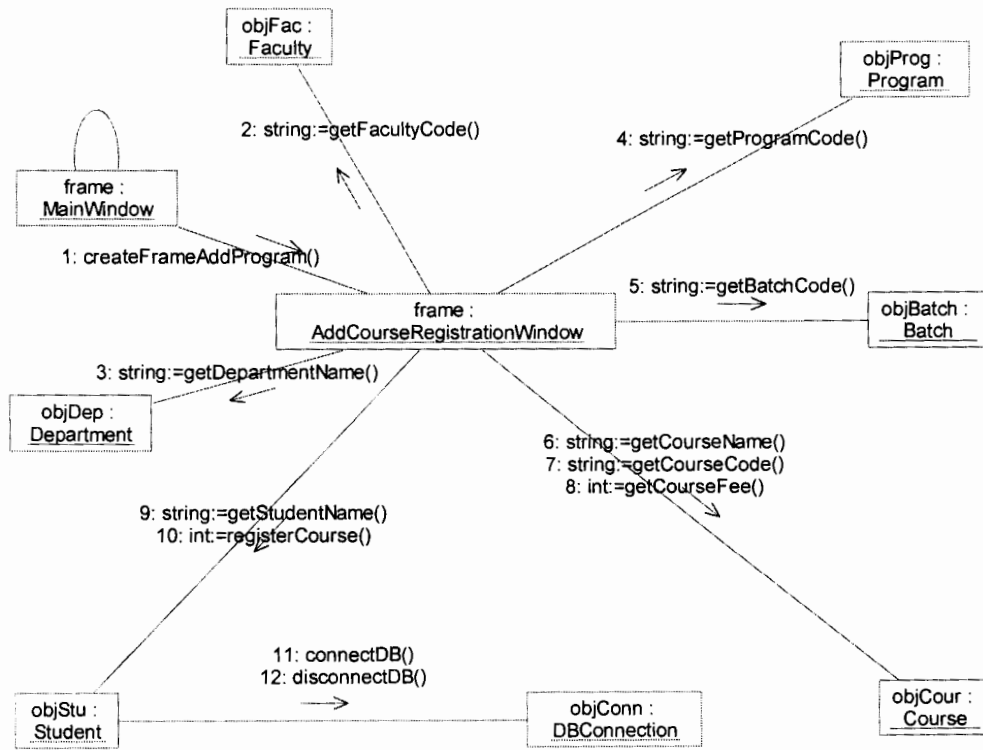 objFac :
Faculty
objProg :
Program
2: string:=getFacultyCode()
4: string:=getProgramCode()
frame :
MainWindow
1: createFrameAddProgram()
5: string:=getBatchCode()
frame :
AddCourseRegistrationWindow
objBatch :
Batch
3: string:=getDepartmentName()
objDep :
Department
6: string:=getCourseName()
7: string:=getCourseCode()
8: int:=getCourseFee()
9: string:=getStudentName()
10: int:=registerCourse()
11: connectDB()
12: disconnectDB()
objStu :
Student
objConn :
DBConnection
objCour :
Course